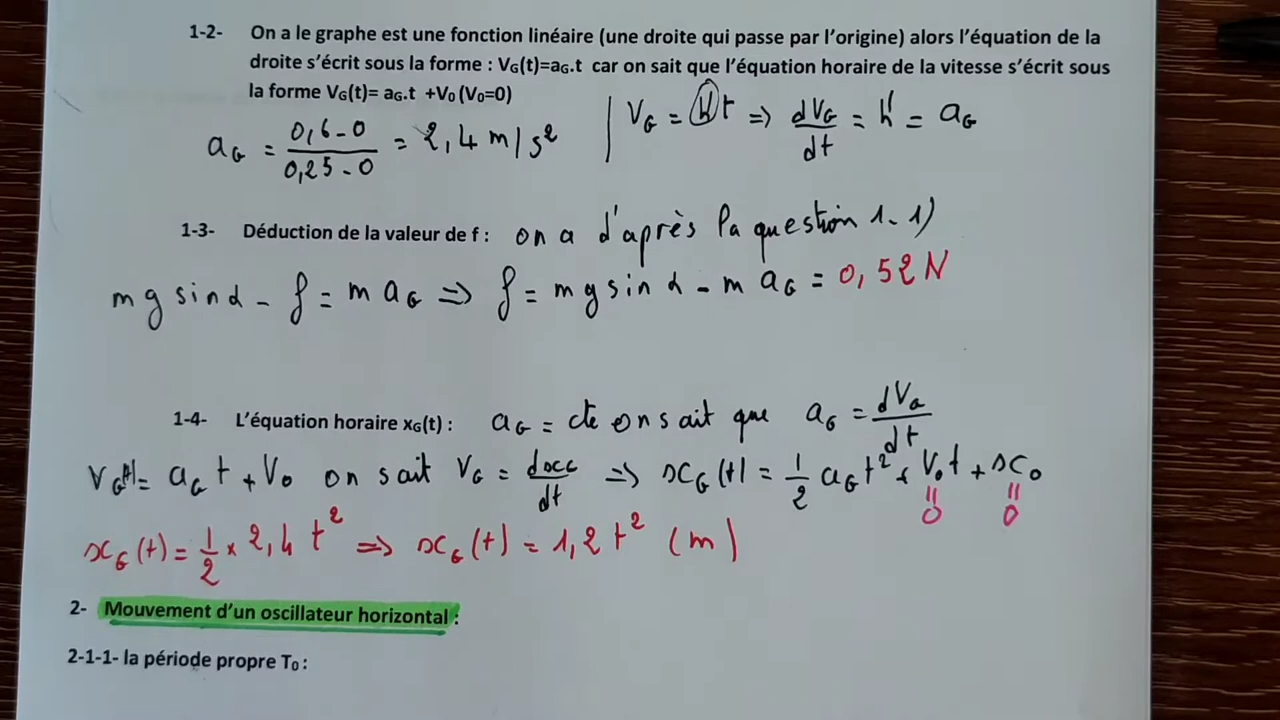 1-2- On a le graphe est une fonction linéaire (une droite qui passe par l'origine) alors l'équation de la
droite s'écrit sous la forme : VG(t)=aG.t car on sait que l'équation horaire de la vitesse s'écrit sous
la forme VG(t)= aG.t +V0 (V0=0)
aG = (0,6-0)/(0,25-0) = 2,4 m/s² | VG = k t => dVG/dt = k = aG
1-3- Déduction de la valeur de f : on a d'après la question 1-1)
mg sin α - f = m aG => f = mg sin α - m aG = 0,52 N
1-4- L'équation horaire xG(t) : aG = cte on sait que aG = dVG/dt
VG(t) = aG t + V0 on sait VG = dxG/dt => xG(t) = 1/2 aG t² + V0 t + x0
= 0 = 0
xG(t) = 1/2 × 2,4 t² => xG(t) = 1,2 t² (m)
2- Mouvement d'un oscillateur horizontal :
2-1-1- la période propre T0 :